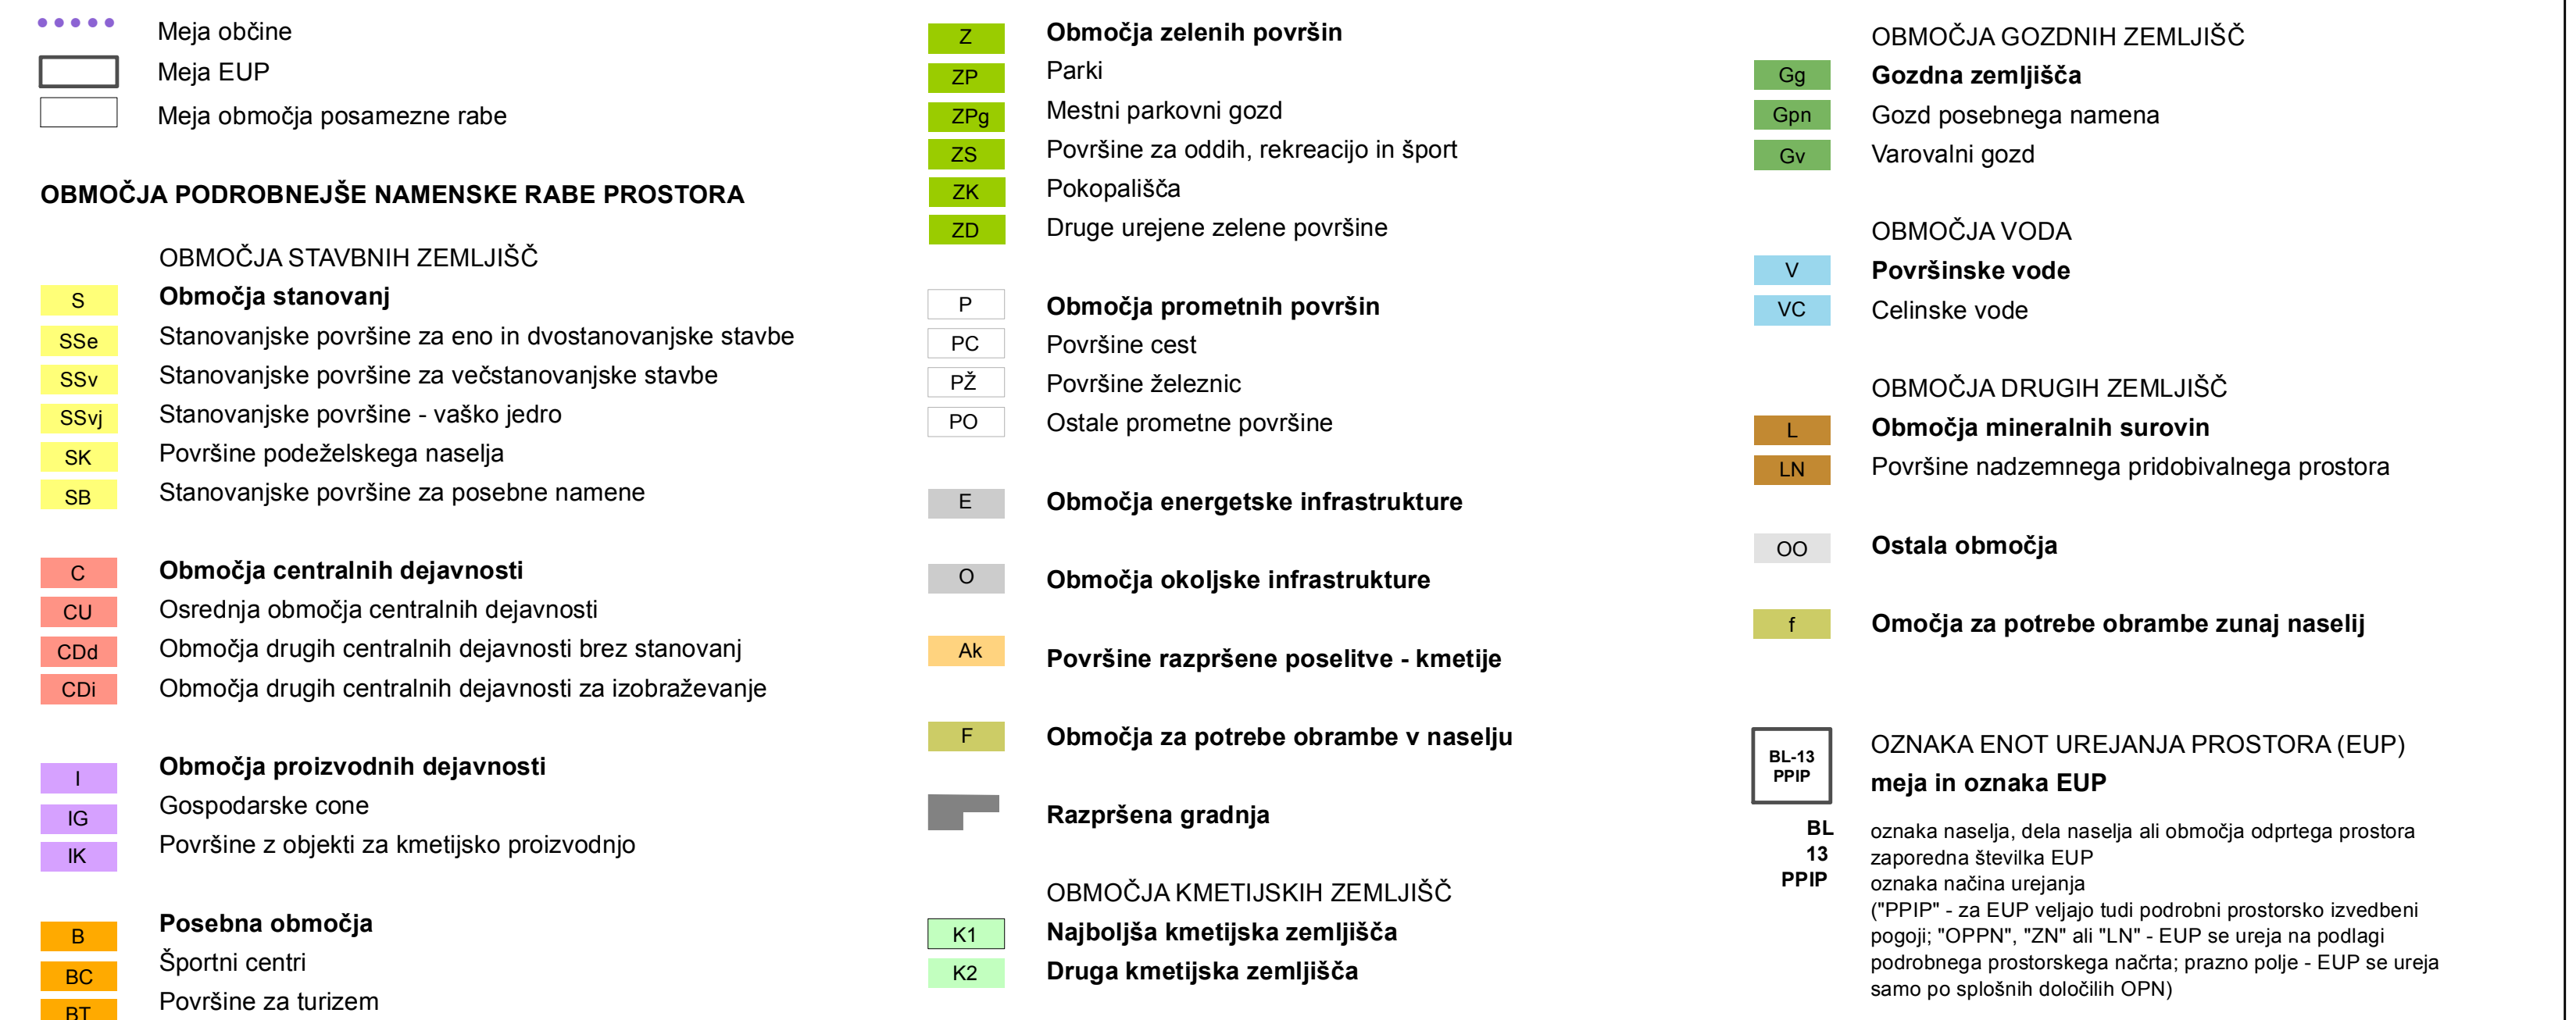 Meja občine
Meja EUP
Meja območja posamezne rabe
OBMOČJA PODROBNEJŠE NAMENSKE RABE PROSTORA
OBMOČJA STAVBNIH ZEMLJIŠČ
S Območja stanovanj
SSe Stanovanjske površine za eno in dvostanovanjske stavbe
SSv Stanovanjske površine za večstanovanjske stavbe
SSvj Stanovanjske površine - vaško jedro
SK Površine podeželskega naselja
SB Stanovanjske površine za posebne namene
C Območja centralnih dejavnosti
CU Osrednja območja centralnih dejavnosti
CDd Območja drugih centralnih dejavnosti brez stanovanj
CDi Območja drugih centralnih dejavnosti za izobraževanje
I Območja proizvodnih dejavnosti
IG Gospodarske cone
IK Površine z objekti za kmetijsko proizvodnjo
B Posebna območja
BC Športni centri
BT Površine za turizem
Z Območja zelenih površin
ZP Parki
ZPg Mestni parkovni gozd
ZS Površine za oddih, rekreacijo in šport
ZK Pokopališča
ZD Druge urejene zelene površine
P Območja prometnih površin
PC Površine cest
PŽ Površine železnic
PO Ostale prometne površine
E Območja energetske infrastrukture
O Območja okoljske infrastrukture
Ak Površine razpršene poselitve - kmetije
F Območja za potrebe obrambe v naselju
Razpršena gradnja
OBMOČJA KMETIJSKIH ZEMLJIŠČ
K1 Najboljša kmetijska zemljišča
K2 Druga kmetijska zemljišča
OBMOČJA GOZDNIH ZEMLJIŠČ
Gg Gozdna zemljišča
Gpn Gozd posebnega namena
Gv Varovalni gozd
OBMOČJA VODA
V Površinske vode
VC Celinske vode
OBMOČJA DRUGIH ZEMLJIŠČ
L Območja mineralnih surovin
LN Površine nadzemnega pridobivalnega prostora
OO Ostala območja
f Omočja za potrebe obrambe zunaj naselij
BL-13
PPIP
OZNAKA ENOT UREJANJA PROSTORA (EUP)
meja in oznaka EUP
BL oznaka naselja, dela naselja ali območja odprtega prostora
13 zaporedna številka EUP
PPIP oznaka načina urejanja
("PPIP" - za EUP veljajo tudi podrobni prostorsko izvedbeni
pogoji; "OPPN", "ZN" ali "LN" - EUP se ureja na podlagi
podrobnega prostorskega načrta; prazno polje - EUP se ureja
samo po splošnih določilih OPN)